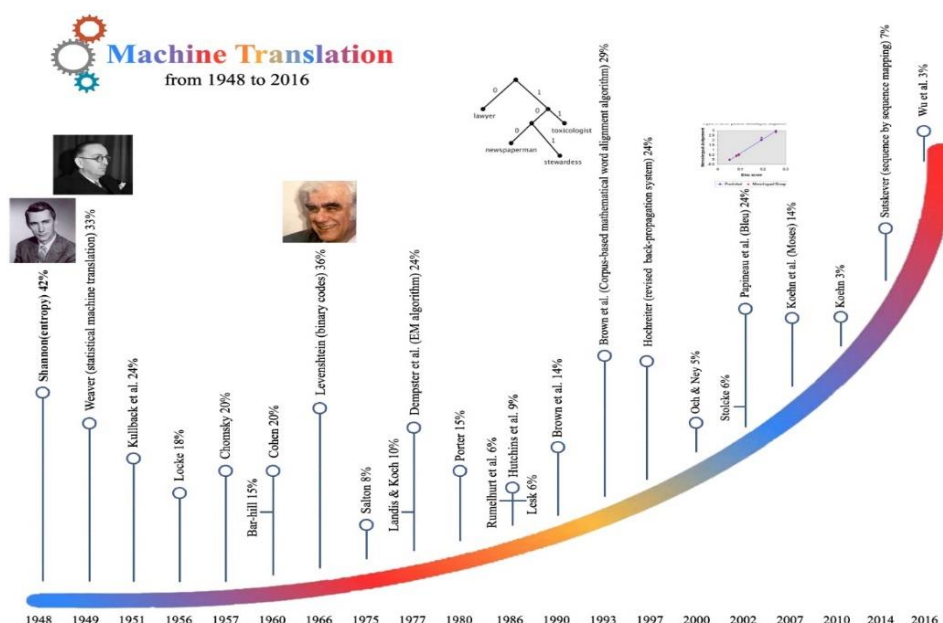 Machine Translation
from 1948 to 2016
Shannon(entropy) 42%
Weaver (statistical machine translation) 33%
Kullback et al. 24%
Locke 18%
Chomsky 20%
Bar-hill 15%
Cohen 20%
Levenshtein (binary codes) 36%
Salton 8%
Landis & Koch 10%
Dempster et al. (EM algorithm) 24%
Porter 15%
Rumelhurt et al. 6%
Hutchins et al. 9%
Lesk 6%
Brown et al. 14%
Brown et al. (Corpus-based mathematical word alignment algorithm) 29%
Hochreiter (revised back-propagation system) 24%
Och & Ney 5%
Stolcke 6%
Papineau et al. (Bleu) 24%
Koehn et al. (Moses) 14%
Koehn 3%
Sutskever (sequence by sequence mapping) 7%
Wu et al. 3%
0 1
lawyer
0 1
toxicologist
0 1
newspaperman
stewardess
1948 1949 1951 1956 1957 1960 1966 1975 1977 1980 1986 1990 1993 1997 2000 2002 2007 2010 2014 2016